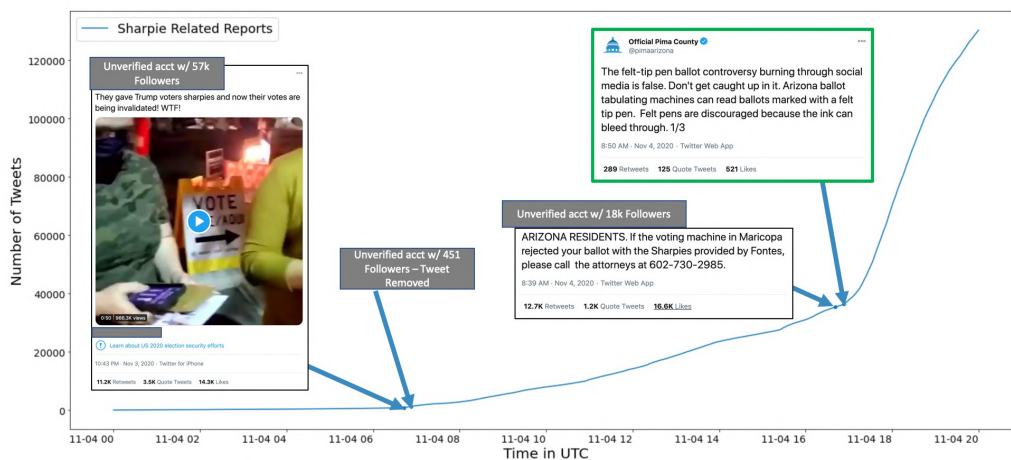 Sharpie Related Reports
Number of Tweets
120000
100000
80000
60000
40000
20000
0
Unverified acct w/ 57k
Followers
They gave Trump voters sharpies and now their votes are
being invalidated! WTF!
VOTE
0:50 | 966.3K views
Learn about US 2020 election security efforts
10:43 PM · Nov 3, 2020 · Twitter for iPhone
11.2K Retweets 3.5K Quote Tweets 14.3K Likes
Unverified acct w/ 451
Followers – Tweet
Removed
Unverified acct w/ 18k Followers
ARIZONA RESIDENTS. If the voting machine in Maricopa
rejected your ballot with the Sharpies provided by Fontes,
please call the attorneys at 602-730-2985.
8:39 AM · Nov 4, 2020 · Twitter Web App
12.7K Retweets 1.2K Quote Tweets 16.6K Likes
Official Pima County
@pimaarizona
The felt-tip pen ballot controversy burning through social
media is false. Don't get caught up in it. Arizona ballot
tabulating machines can read ballots marked with a felt
tip pen. Felt pens are discouraged because the ink can
bleed through. 1/3
8:50 AM · Nov 4, 2020 · Twitter Web App
289 Retweets 125 Quote Tweets 521 Likes
11-04 00 11-04 02 11-04 04 11-04 06 11-04 08 11-04 10 11-04 12 11-04 14 11-04 16 11-04 18 11-04 20
Time in UTC